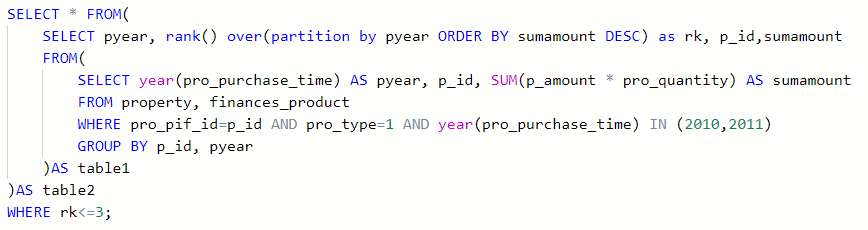 SELECT * FROM(
SELECT pyear, rank() over(partition by pyear ORDER BY sumamount DESC) as rk, p_id,sumamount
FROM(
SELECT year(pro_purchase_time) AS pyear, p_id, SUM(p_amount * pro_quantity) AS sumamount
FROM property, finances_product
WHERE pro_pif_id=p_id AND pro_type=1 AND year(pro_purchase_time) IN (2010,2011)
GROUP BY p_id, pyear
)AS table1
)AS table2
WHERE rk<=3;